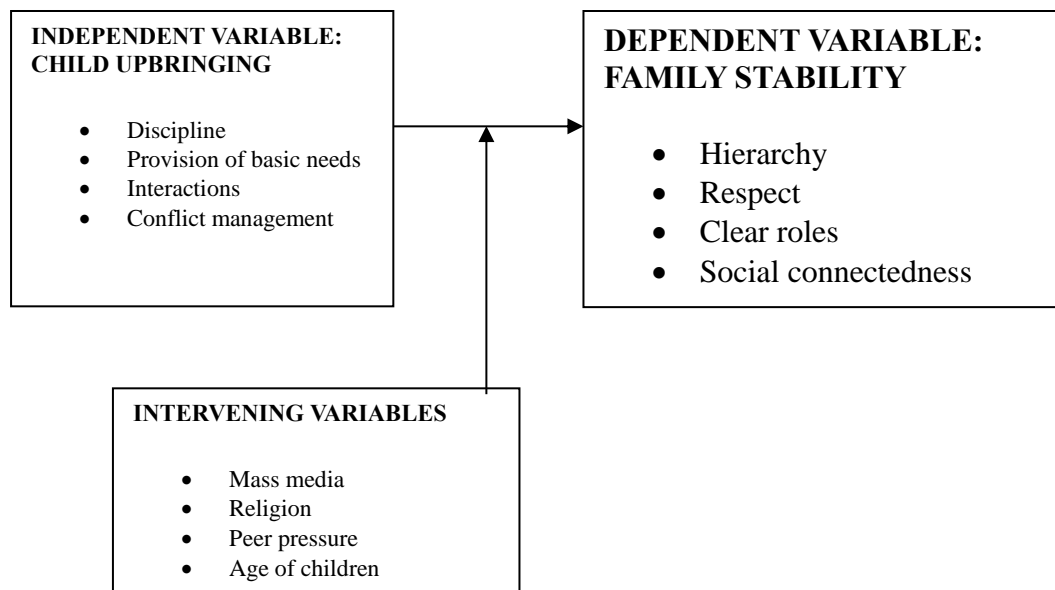 INDEPENDENT VARIABLE:
CHILD UPBRINGING
• Discipline
• Provision of basic needs
• Interactions
• Conflict management
DEPENDENT VARIABLE:
FAMILY STABILITY
• Hierarchy
• Respect
• Clear roles
• Social connectedness
INTERVENING VARIABLES
• Mass media
• Religion
• Peer pressure
• Age of children